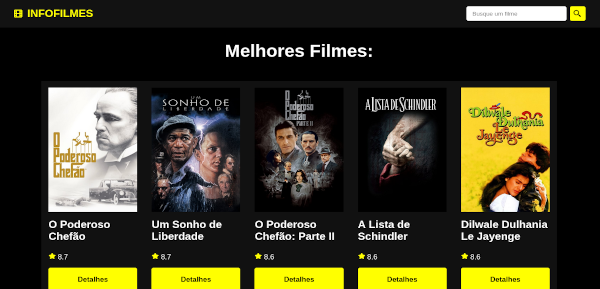 INFOFILMES
Busque um filme
Melhores Filmes:
O
Poderoso
Chefão
UM
SONHO DE
LIBERDADE
O PODEROSO
CHEFÃO
PARTE II
A LISTA DE SCHINDLER
Dilwale
Dulhania
Le
Jayenge
O Poderoso
Chefão
Um Sonho de
Liberdade
O Poderoso
Chefão: Parte II
A Lista de
Schindler
Dilwale Dulhania
Le Jayenge
8.7
8.7
8.6
8.6
8.6
Detalhes
Detalhes
Detalhes
Detalhes
Detalhes